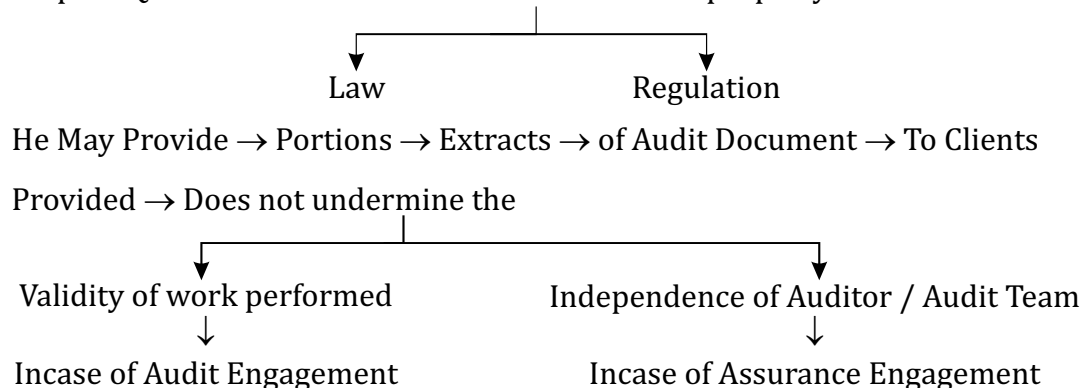 Law Regulation
He May Provide → Portions → Extracts → of Audit Document → To Clients
Provided → Does not undermine the
Validity of work performed Independence of Auditor / Audit Team
↓ ↓
Incase of Audit Engagement Incase of Assurance Engagement